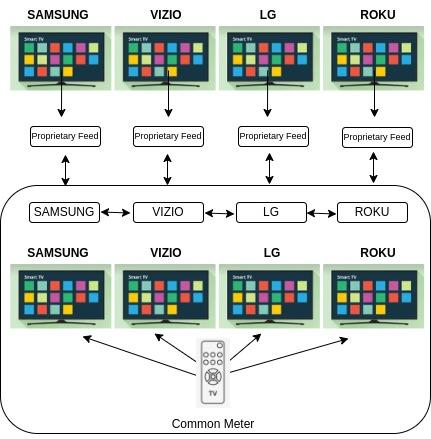 SAMSUNG VIZIO LG ROKU
Smart TV Smart TV Smart TV Smart TV
Proprietary Feed Proprietary Feed Proprietary Feed Proprietary Feed
SAMSUNG VIZIO LG ROKU
SAMSUNG VIZIO LG ROKU
Smart TV Smart TV Smart TV Smart TV
TV
Common Meter